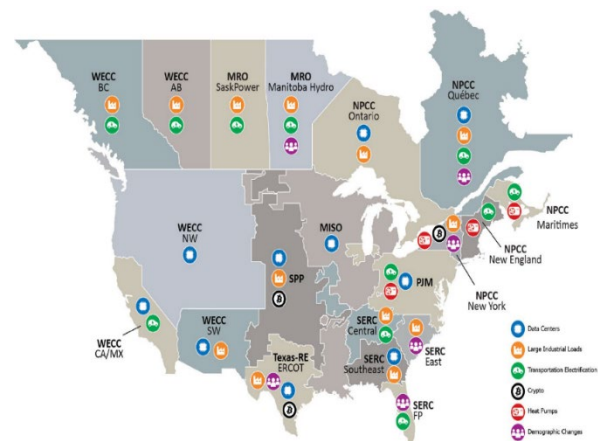 WECC
BC
WECC
AB
MRO
SaskPower
MRO
Manitoba Hydro
NPCC
Ontario
NPCC
Québec
NPCC
Maritimes
NPCC
New England
NPCC
New York
WECC
NW
MISO
SPP
PJM
WECC
CA/MX
WECC
SW
SERC
Central
SERC
East
SERC
Southeast
Texas-RE
ERCOT
SERC
FP
Data Centers
Large Industrial Loads
Transportation Electrification
Crypto
Heat Pumps
Demographic Changes